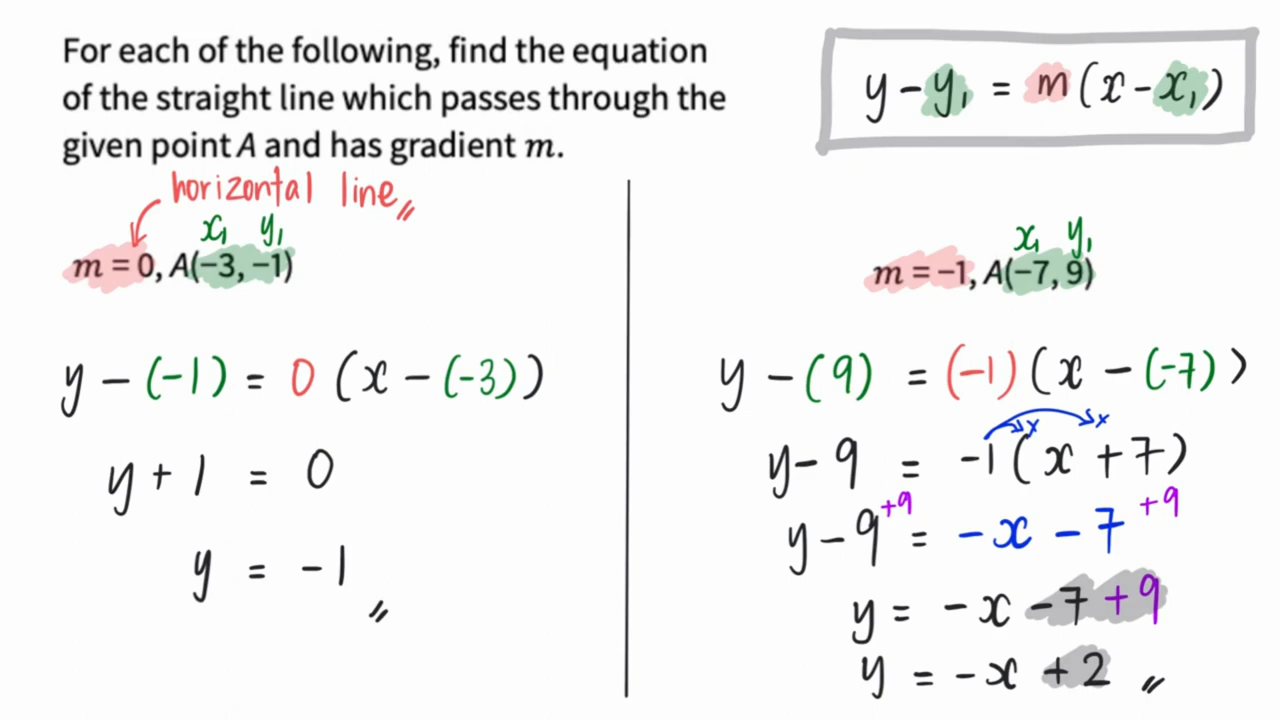 For each of the following, find the equation
of the straight line which passes through the
given point A and has gradient m.
y - y₁ = m(x - x₁)
horizontal line
x₁ y₁
m = 0, A(−3, −1)
y - (-1) = 0 (x - (-3))
y + 1 = 0
y = -1
x₁ y₁
m = −1, A(−7, 9)
y - (9) = (-1) (x - (-7))
x x
y - 9 = -1 (x + 7)
y - 9 +9 = -x - 7 +9
y = -x - 7 + 9
y = -x + 2